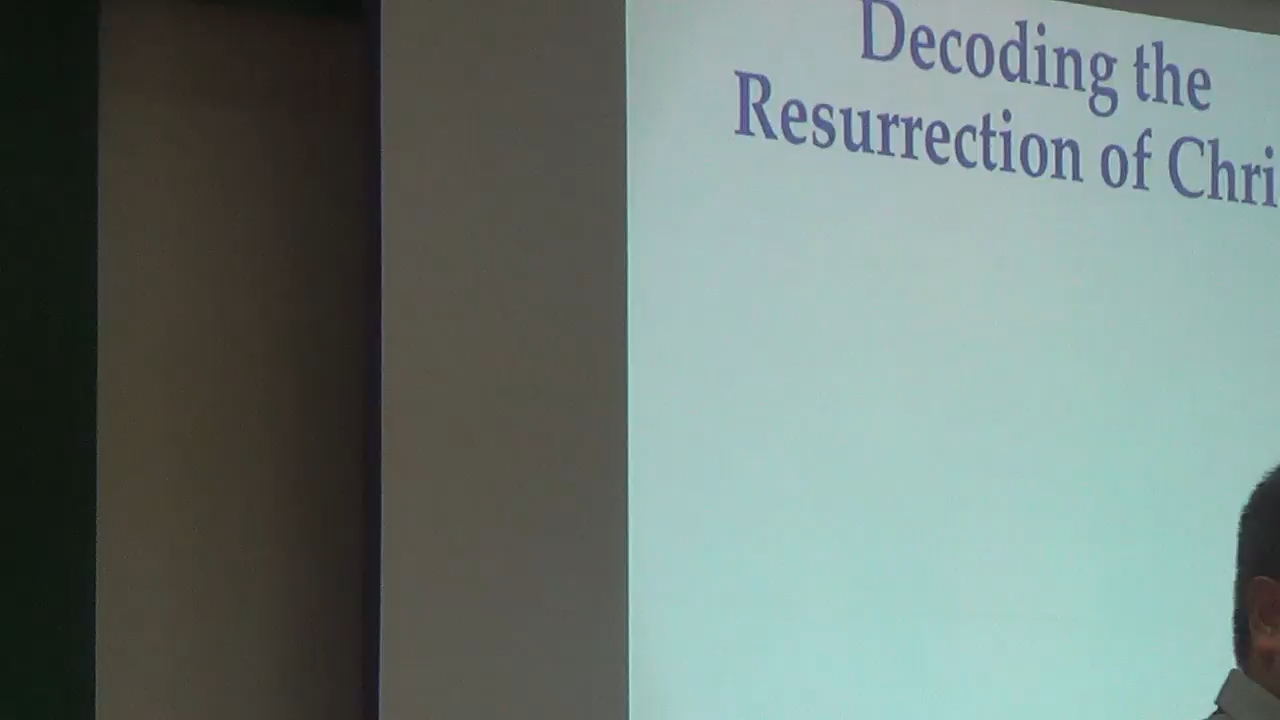 Decoding the
Resurrection of Chri